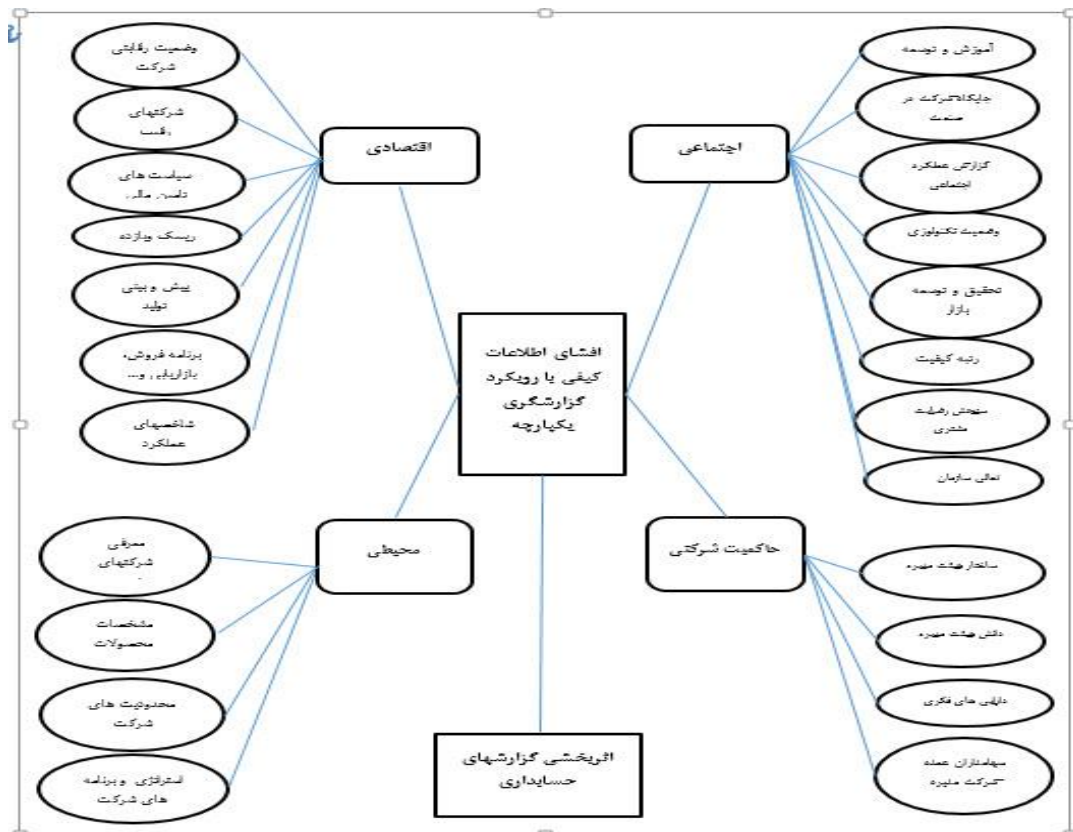 آموزش و توسعه
جایگاه شرکت در
صنعت
گزارش عملکرد
اجتماعی
وضعیت تکنولوژی
تحقیق و توسعه
بازار
رتبه کیفیت
رضایت
مشتری
تعالی سازمان
اجتماعی
اقتصادی
وضعیت رقابتی
شرکت
شرکتهای
رقیب
سیاست های
تامین مالی
ریسک وبازده
پیش و بینی
تولید
برنامه فروش،
بازاریابی و...
شاخصهای
عملکرد
افشای اطلاعات
کیفی با رویکرد
گزارشگری
یکپارچه
حاکمیت شرکتی
ساختار هیئت مدیره
دانش هیئت مدیره
دارایی های فکری
سهامداران عمده
شرکت
محیطی
معرفی
شرکتهای
مشخصات
محصولات
محدودیت های
شرکت
استراتژی و برنامه
های شرکت
اثربخشی گزارشهای
حسابداری